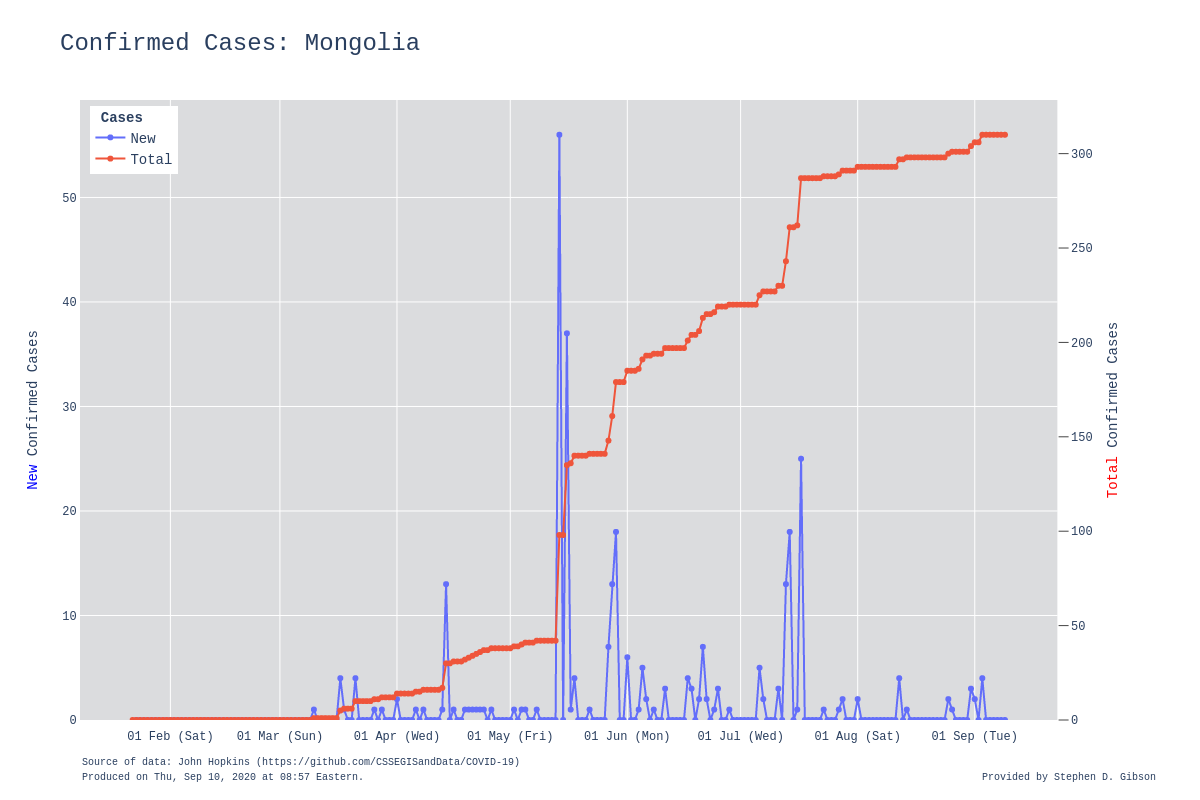 Confirmed Cases: Mongolia
Cases
New
Total
50
40
30
20
10
0
New Confirmed Cases
300
250
200
150
100
50
0
Total Confirmed Cases
01 Feb (Sat) 01 Mar (Sun) 01 Apr (Wed) 01 May (Fri) 01 Jun (Mon) 01 Jul (Wed) 01 Aug (Sat) 01 Sep (Tue)
Source of data: John Hopkins (https://github.com/CSSEGISandData/COVID-19)
Produced on Thu, Sep 10, 2020 at 08:57 Eastern.
Provided by Stephen D. Gibson